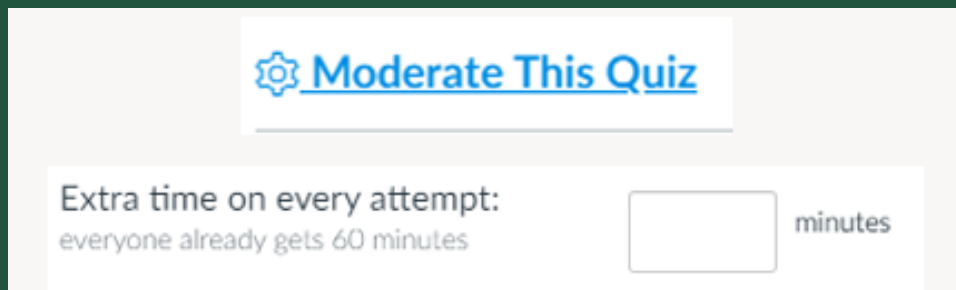 Moderate This Quiz
Extra time on every attempt:
everyone already gets 60 minutes
minutes